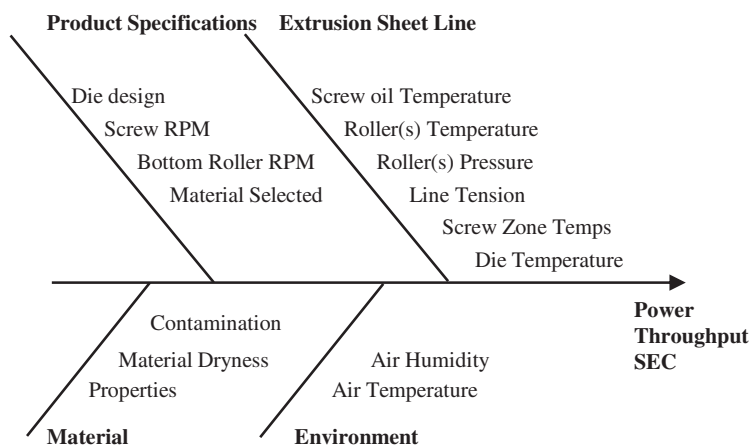 Product Specifications
Extrusion Sheet Line
Die design
Screw RPM
Bottom Roller RPM
Material Selected
Screw oil Temperature
Roller(s) Temperature
Roller(s) Pressure
Line Tension
Screw Zone Temps
Die Temperature
Power
Throughput
SEC
Contamination
Material Dryness
Properties
Material
Air Humidity
Air Temperature
Environment